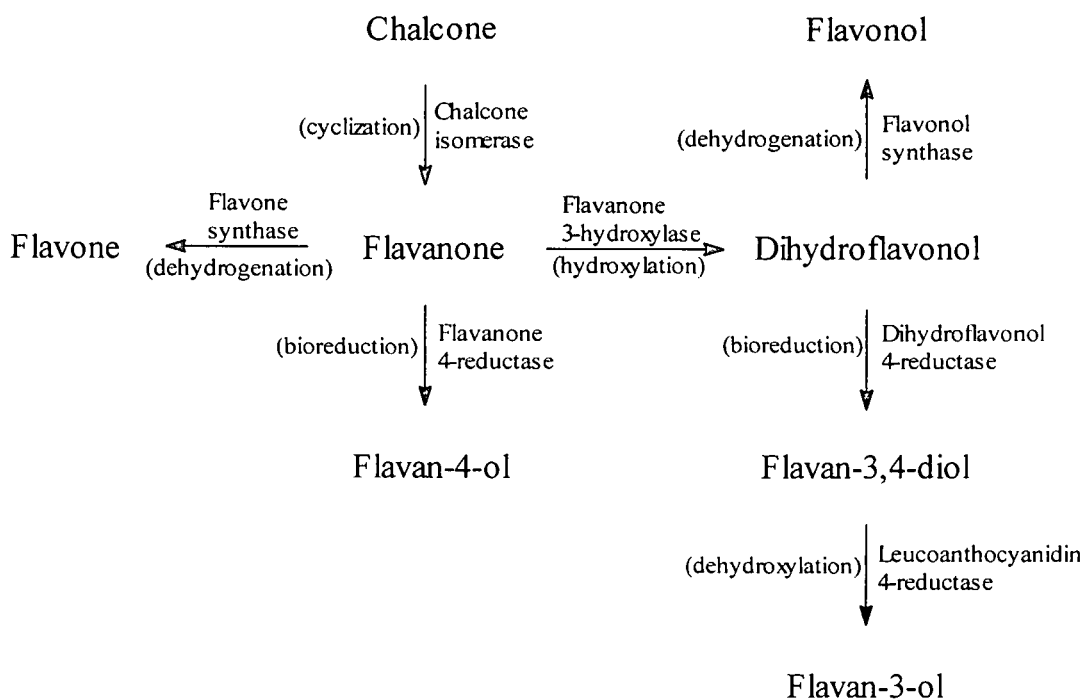 Chalcone
Flavonol
(cyclization)
Chalcone
isomerase
(dehydrogenation)
Flavonol
synthase
Flavone
Flavone
synthase
(dehydrogenation)
Flavanone
Flavanone
3-hydroxylase
(hydroxylation)
Dihydroflavonol
(bioreduction)
Flavanone
4-reductase
(bioreduction)
Dihydroflavonol
4-reductase
Flavan-4-ol
Flavan-3,4-diol
(dehydroxylation)
Leucoanthocyanidin
4-reductase
Flavan-3-ol